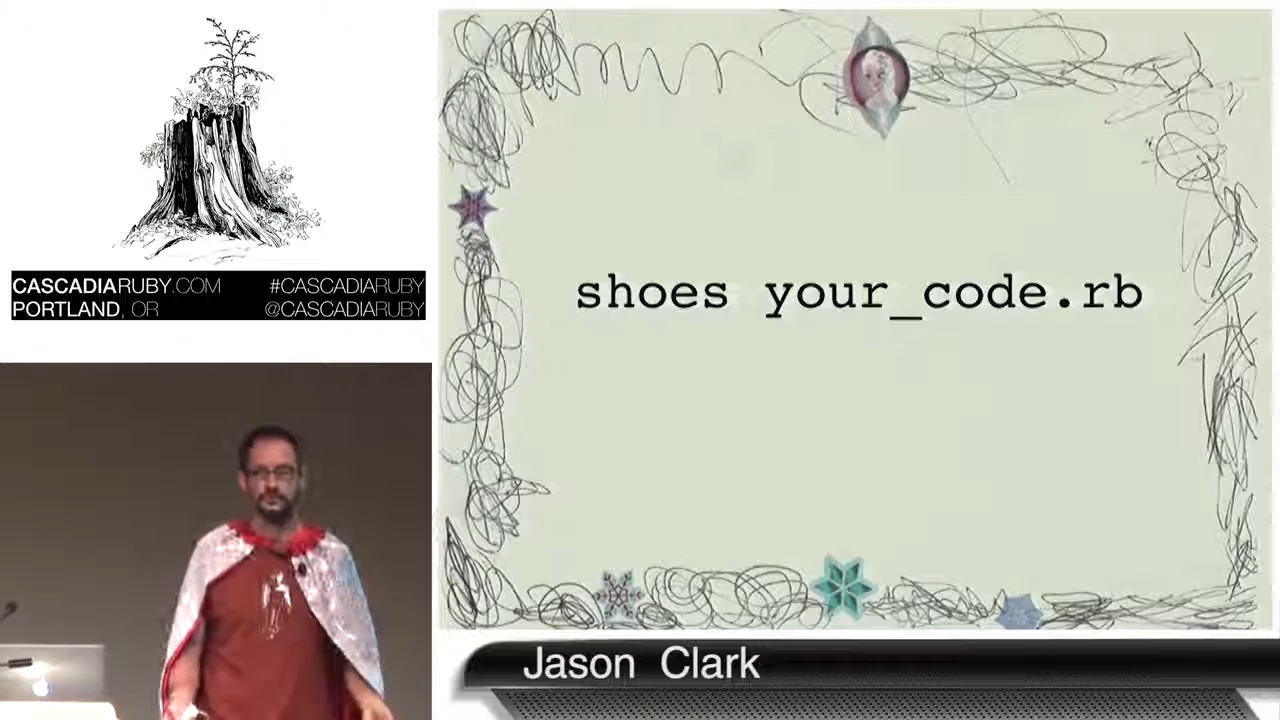 CASCADIARUBY.COM #CASCADIARUBY
PORTLAND, OR @CASCADIARUBY
shoes your_code.rb
Jason Clark